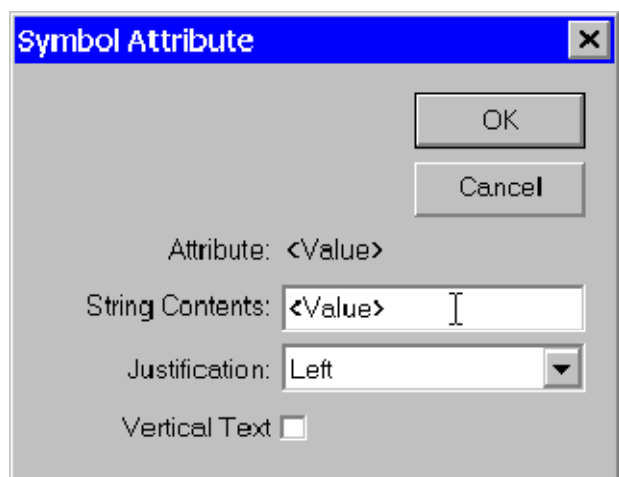 Symbol Attribute
OK
Cancel
Attribute: <Value>
String Contents: <Value>
Justification: Left
Vertical Text